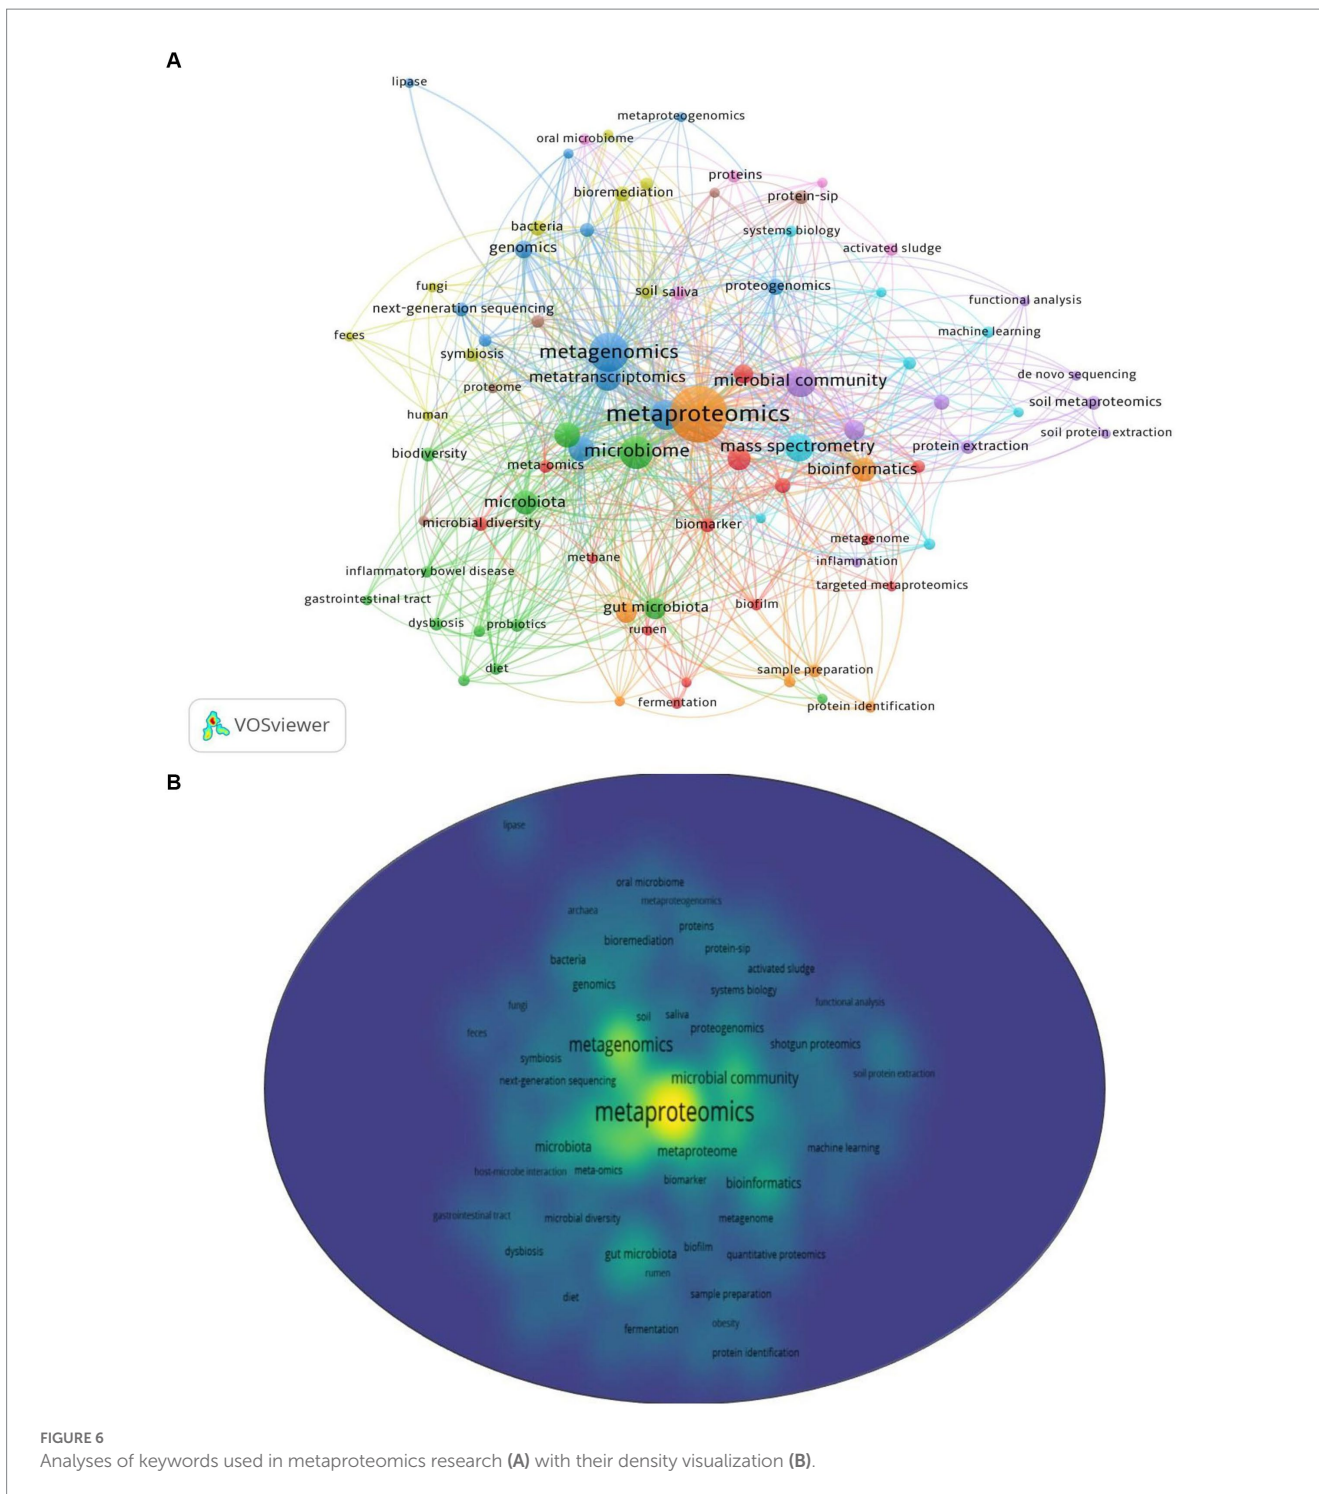 A
lipase
metaproteogenomics
oral microbiome
proteins
bioremediation
protein-sip
bacteria
systems biology
genomics
activated sludge
fungi
soil
saliva
proteogenomics
functional analysis
next-generation sequencing
feces
machine learning
symbiosis
metagenomics
metatranscriptomics
microbial community
de novo sequencing
proteome
soil metaproteomics
human
metaproteomics
soil protein extraction
biodiversity
microbiome
mass spectrometry
protein extraction
meta-omics
bioinformatics
microbiota
microbial diversity
biomarker
metagenome
methane
inflammation
inflammatory bowel disease
targeted metaproteomics
gastrointestinal tract
gut microbiota
biofilm
dysbiosis
probiotics
rumen
diet
sample preparation
fermentation
protein identification
VOSviewer
B
lipase
oral microbiome
metaproteogenomics
archaea
proteins
bioremediation
protein-sip
bacteria
activated sludge
genomics
systems biology
fungi
functional analysis
soil
saliva
feces
proteogenomics
metagenomics
shotgun proteomics
symbiosis
next-generation sequencing
microbial community
soil protein extraction
metaproteomics
microbiota
metaproteome
machine learning
host-microbe interaction
meta-omics
biomarker
bioinformatics
gastrointestinal tract
microbial diversity
metagenome
dysbiosis
gut microbiota
biofilm
quantitative proteomics
rumen
diet
sample preparation
fermentation
obesity
protein identification
FIGURE 6
Analyses of keywords used in metaproteomics research (A) with their density visualization (B).